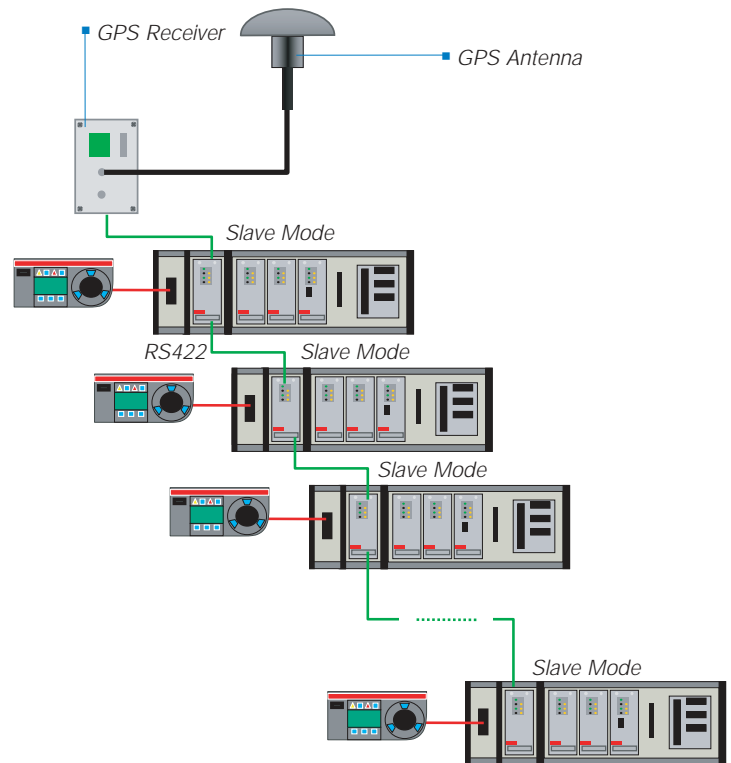 GPS Receiver
GPS Antenna
Slave Mode
RS422
Slave Mode
Slave Mode
Slave Mode